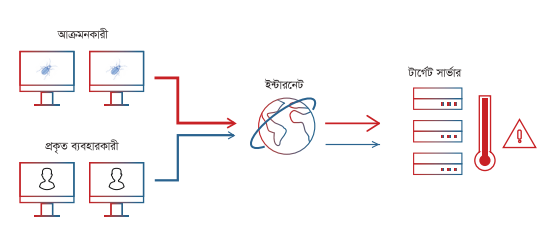 আক্রমনকারী
ইন্টারনেট
টার্গেট সার্ভার
প্রকৃত ব্যবহারকারী